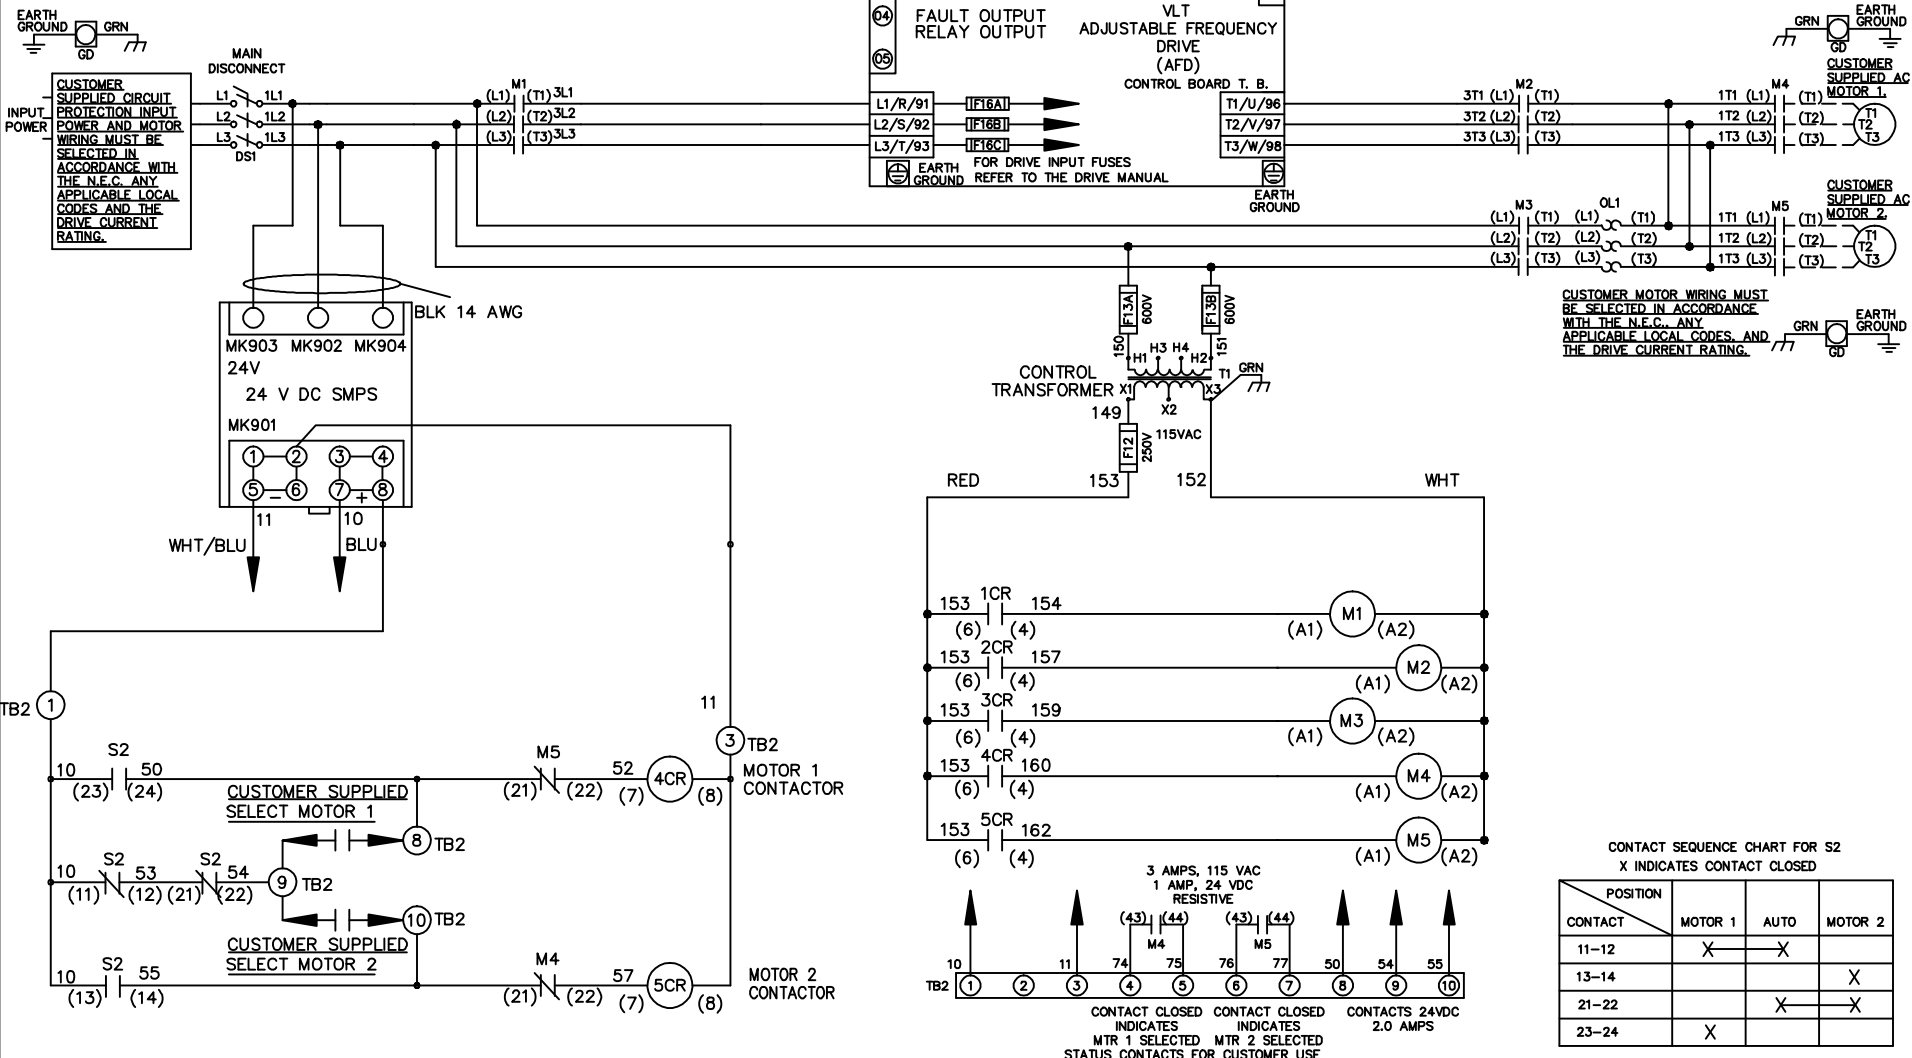 EARTH
GROUND
GRN
GD
MAIN
DISCONNECT
INPUT
POWER
CUSTOMER
SUPPLIED CIRCUIT
PROTECTION INPUT
POWER AND MOTOR
WIRING MUST BE
SELECTED IN
ACCORDANCE WITH
THE N.E.C. ANY
APPLICABLE LOCAL
CODES AND THE
DRIVE CURRENT
RATING.
L1 1L1
L2 1L2
L3 1L3
DS1
M1
(L1) (T1) 3L1
(L2) (T2) 3L2
(L3) (T3) 3L3
04
05
FAULT OUTPUT
RELAY OUTPUT
VLT
ADJUSTABLE FREQUENCY
DRIVE
(AFD)
CONTROL BOARD T. B.
L1/R/91 F16A
L2/S/92 F16B
L3/T/93 F16C
T1/U/96
T2/V/97
T3/W/98
EARTH
GROUND
FOR DRIVE INPUT FUSES
REFER TO THE DRIVE MANUAL
EARTH
GROUND
M2
3T1 (L1) (T1)
3T2 (L2) (T2)
3T3 (L3) (T3)
M4
1T1 (L1) (T1)
1T2 (L2) (T2)
1T3 (L3) (T3)
GRN
GD
EARTH
GROUND
CUSTOMER
SUPPLIED AC
MOTOR 1.
T1
T2
T3
M3
(L1) (T1)
(L2) (T2)
(L3) (T3)
OL1
(L1) (T1)
(L2) (T2)
(L3) (T3)
M5
1T1 (L1) (T1)
1T2 (L2) (T2)
1T3 (L3) (T3)
CUSTOMER
SUPPLIED AC
MOTOR 2.
T1
T2
T3
CUSTOMER MOTOR WIRING MUST
BE SELECTED IN ACCORDANCE
WITH THE N.E.C., ANY
APPLICABLE LOCAL CODES, AND
THE DRIVE CURRENT RATING.
GRN
GD
EARTH
GROUND
BLK 14 AWG
MK903 MK902 MK904
24V
24 V DC SMPS
MK901
1 2 3 4
5 - 6 7 + 8
11 10
WHT/BLU BLU
F13A
600V
F13B
600V
150
151
H1 H3 H4 H2
T1
GRN
CONTROL
TRANSFORMER
X1 X3
X2
149
F12
250V
115VAC
153 152
RED WHT
153 1CR 154
(6) (4)
M1
(A1) (A2)
153 2CR 157
(6) (4)
M2
(A1) (A2)
153 3CR 159
(6) (4)
M3
(A1) (A2)
153 4CR 160
(6) (4)
M4
(A1) (A2)
153 5CR 162
(6) (4)
M5
(A1) (A2)
TB2 1
11
3 TB2
10 S2 50
(23) (24)
M5
(21) (22)
52
(7)
4CR
(8)
MOTOR 1
CONTACTOR
CUSTOMER SUPPLIED
SELECT MOTOR 1
8 TB2
10 S2 53 S2 54
(11) (12) (21) (22)
9 TB2
10 TB2
CUSTOMER SUPPLIED
SELECT MOTOR 2
10 S2 55
(13) (14)
M4
(21) (22)
57
(7)
5CR
(8)
MOTOR 2
CONTACTOR
3 AMPS, 115 VAC
1 AMP, 24 VDC
RESISTIVE
(43) (44)
M4
(43) (44)
M5
10 11 74 75 76 77 50 54 55
TB2 1 2 3 4 5 6 7 8 9 10
CONTACT CLOSED
INDICATES
MTR 1 SELECTED
CONTACT CLOSED
INDICATES
MTR 2 SELECTED
STATUS CONTACTS FOR CUSTOMER USE
CONTACTS 24VDC
2.0 AMPS
CONTACT SEQUENCE CHART FOR S2
X INDICATES CONTACT CLOSED
POSITION
CONTACT MOTOR 1 AUTO MOTOR 2
11-12 X X
13-14 X
21-22 X X
23-24 X